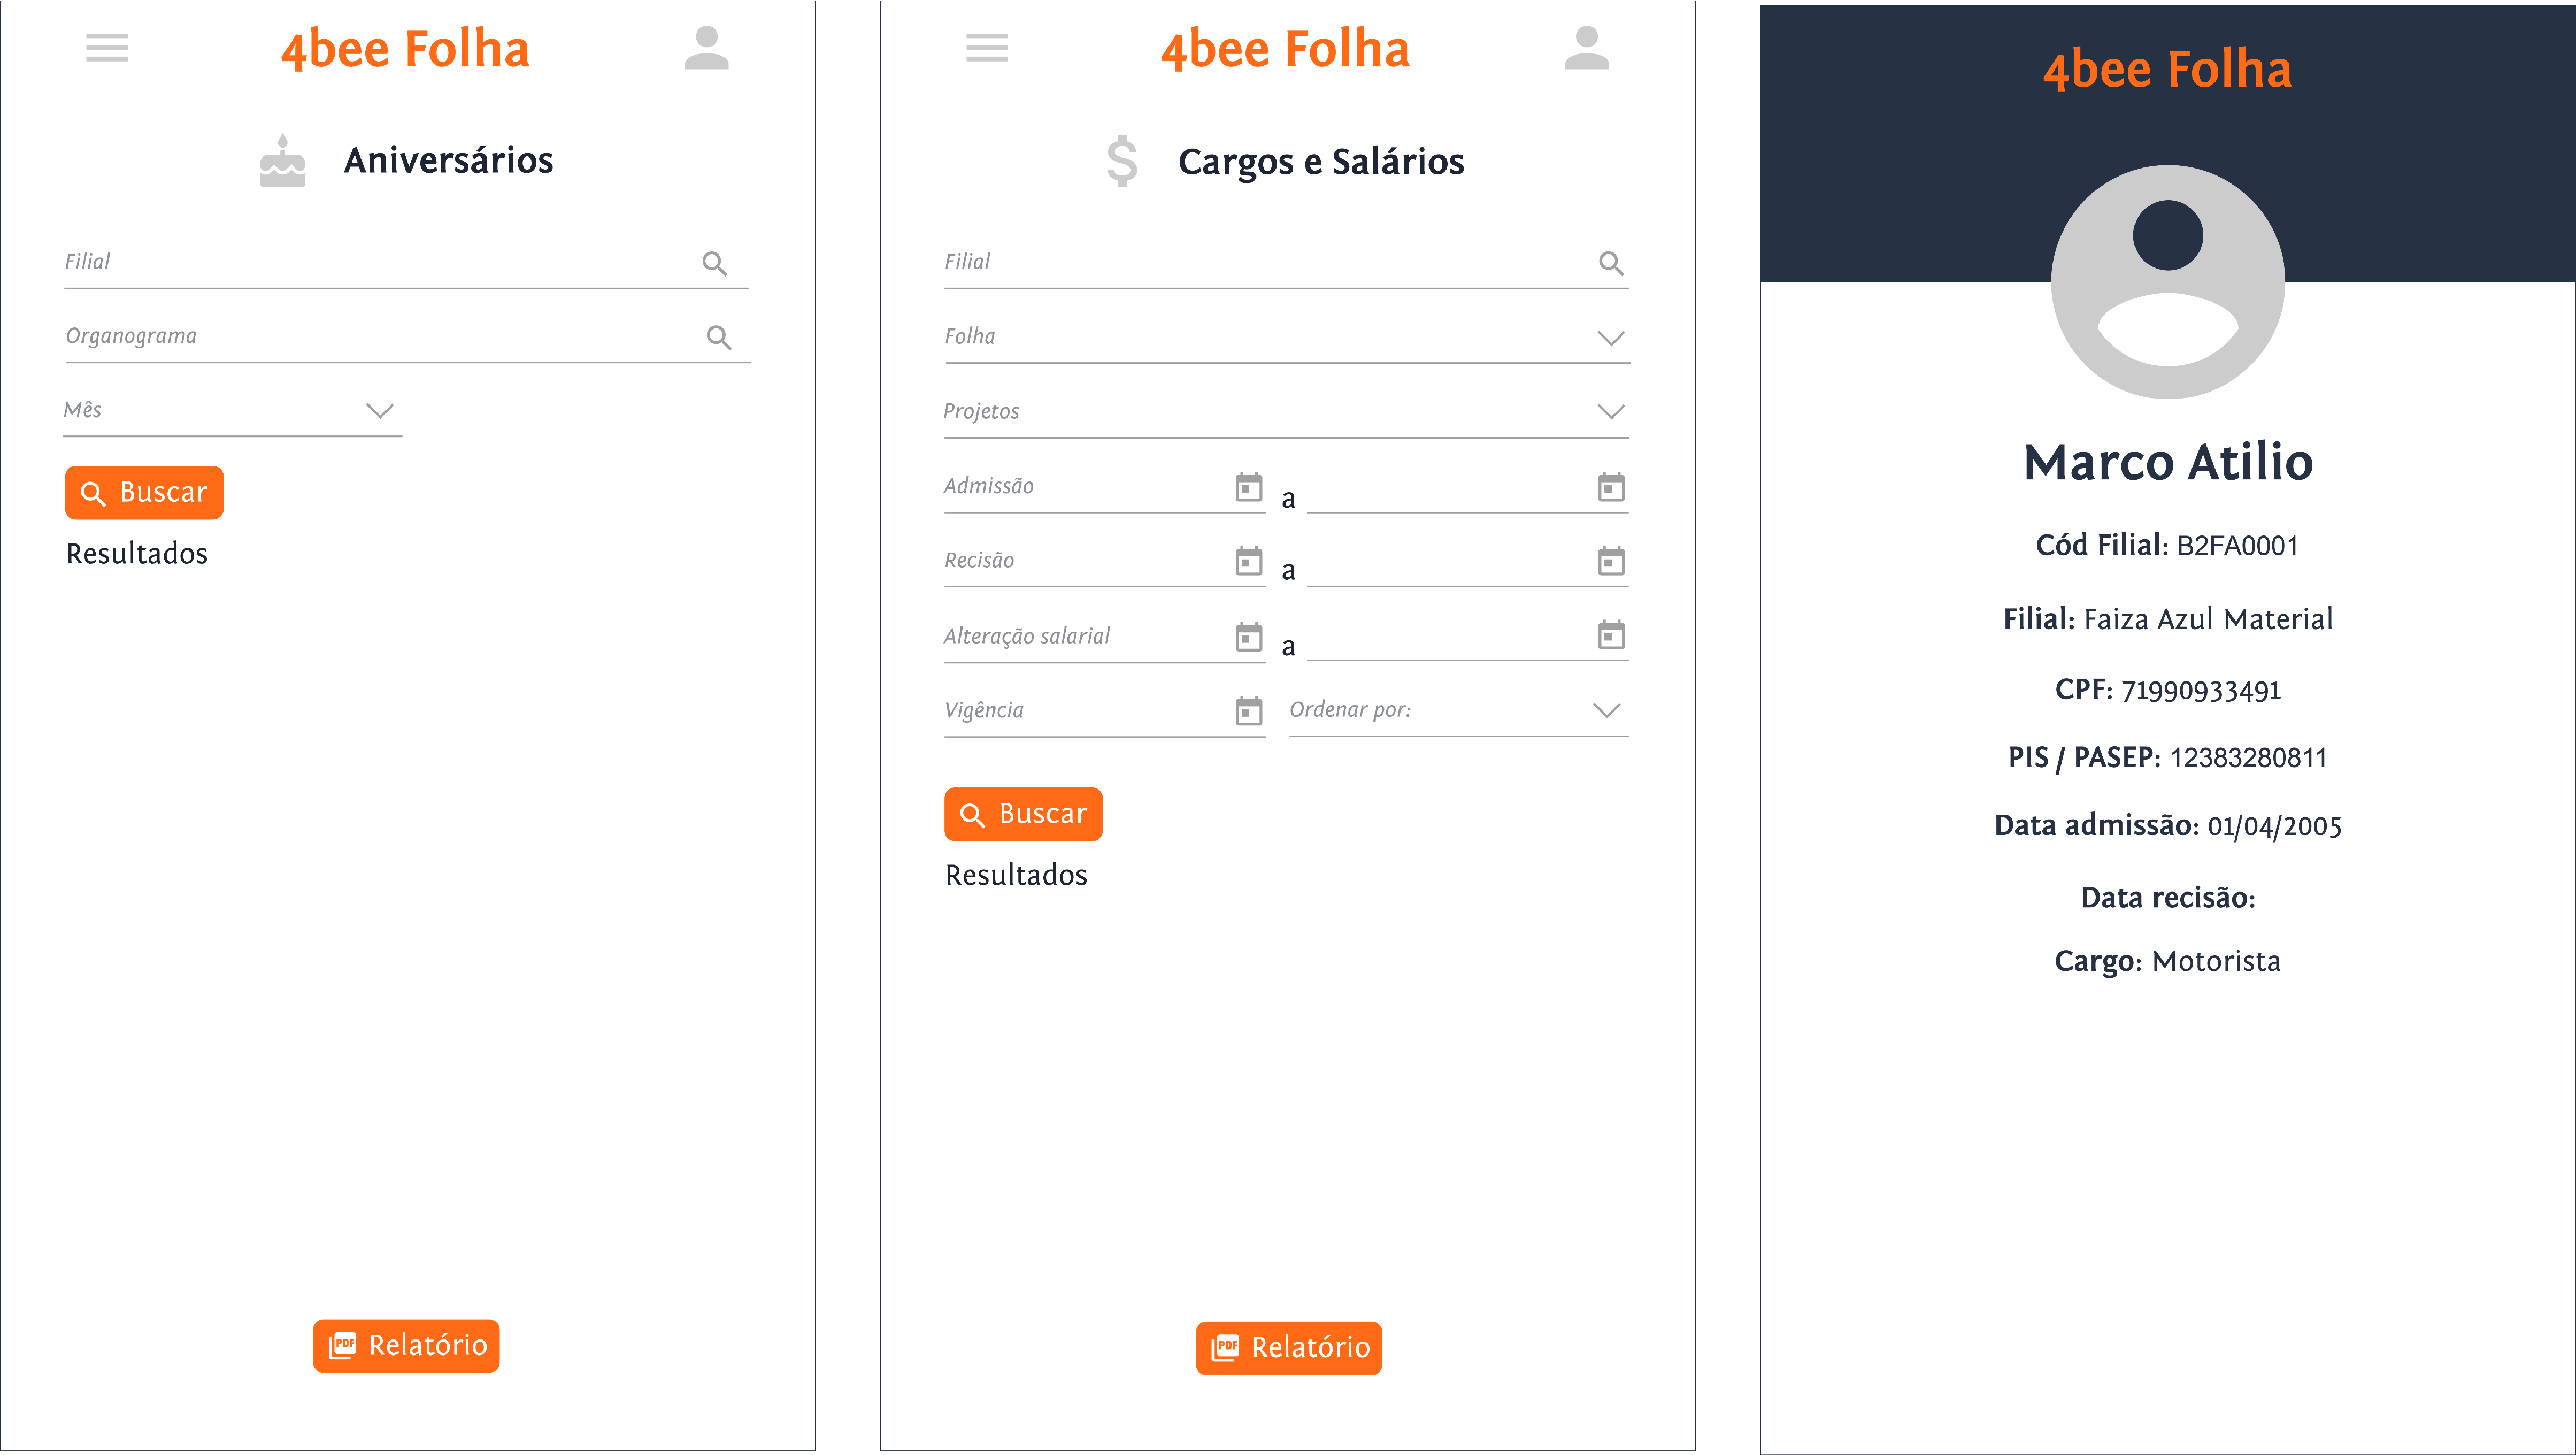 4bee Folha
Aniversários
Filial
Organograma
Mês
Buscar
Resultados
PDF Relatório
4bee Folha
Cargos e Salários
Filial
Folha
Projetos
Admissão a
Recisão a
Alteração salarial a
Vigência Ordenar por:
Buscar
Resultados
PDF Relatório
4bee Folha
Marco Atilio
Cód Filial: B2FA0001
Filial: Faiza Azul Material
CPF: 71990933491
PIS / PASEP: 12383280811
Data admissão: 01/04/2005
Data recisão:
Cargo: Motorista